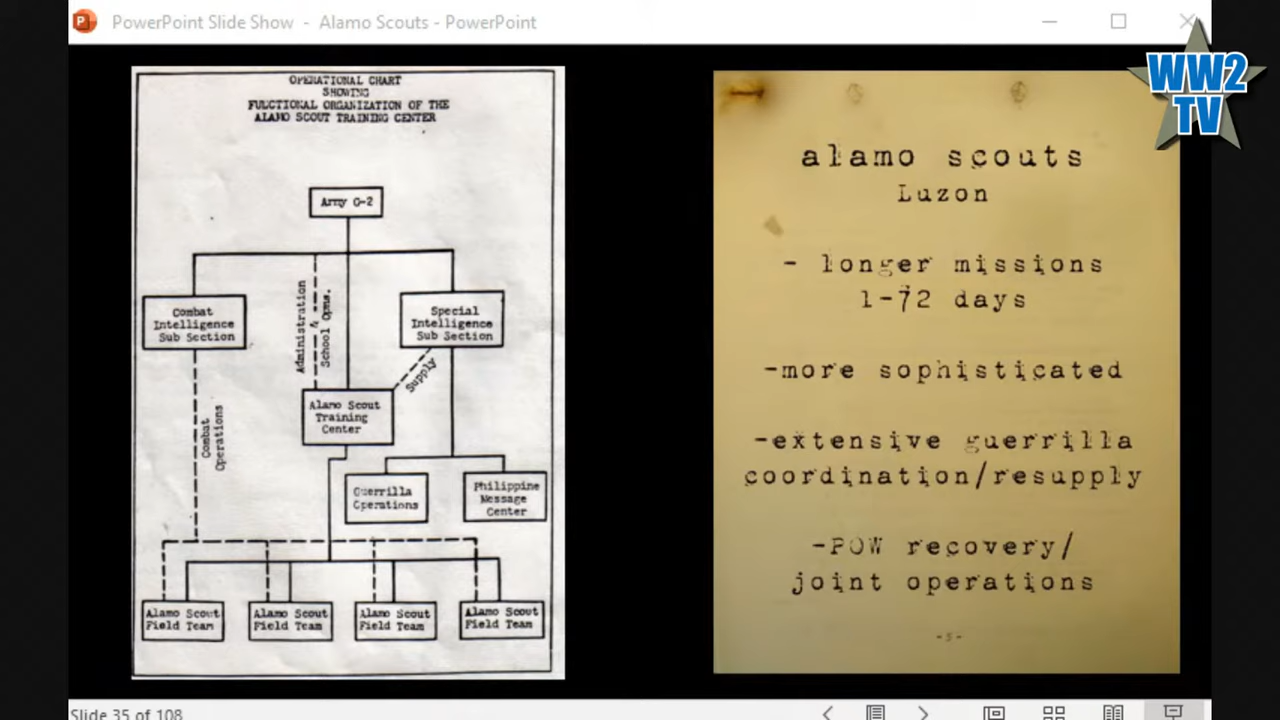 PowerPoint Slide Show - Alamo Scouts - PowerPoint
WW2
TV
OPERATIONAL CHART
SHOWING
FUNCTIONAL ORGANIZATION OF THE
ALAMO SCOUT TRAINING CENTER
Army G-2
Combat
Intelligence
Sub Section
Administration
&
School Opns.
Special
Intelligence
Sub Section
Supply
Alamo Scout
Training
Center
Combat
Operations
Guerrilla
Operations
Philippine
Message
Center
Alamo Scout
Field Team
Alamo Scout
Field Team
Alamo Scout
Field Team
Alamo Scout
Field Team
alamo scouts
Luzon
- longer missions
1-72 days
-more sophisticated
-extensive guerrilla
coordination/resupply
-POW recovery/
joint operations
-5-
Slide 35 of 108